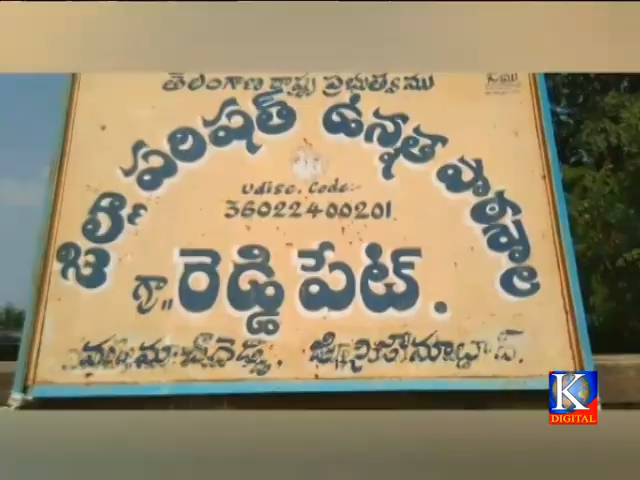 తెలంగాణ రాష్ట్ర ప్రభుత్వము
జిల్లా పరిషత్ ఉన్నత పాఠశాల
Udise. Code:-
36022400201
గ్రా॥ రెడ్డి పేట్.
K
DIGITAL